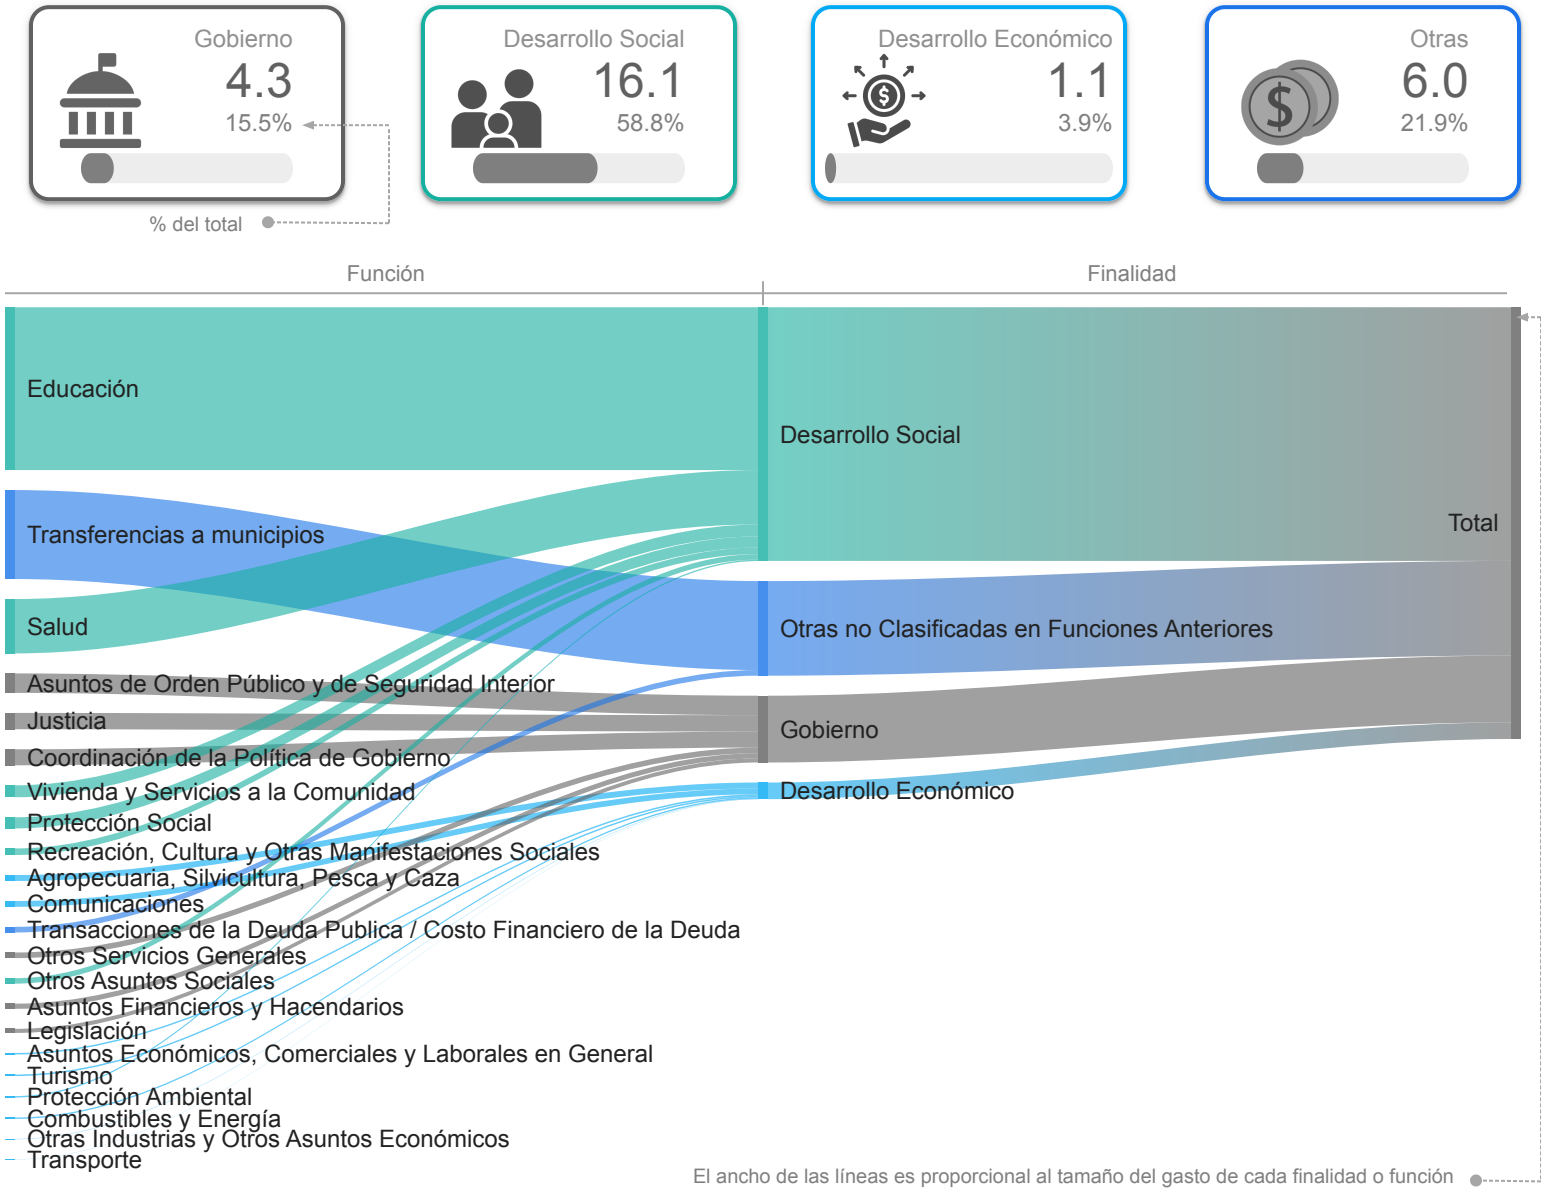 Gobierno
4.3
15.5%
Desarrollo Social
16.1
58.8%
Desarrollo Económico
1.1
3.9%
Otras
6.0
21.9%
$
$
% del total
Función
Finalidad
Educación
Desarrollo Social
Total
Transferencias a municipios
Salud
Otras no Clasificadas en Funciones Anteriores
Asuntos de Orden Público y de Seguridad Interior
Justicia
Gobierno
Coordinación de la Política de Gobierno
Vivienda y Servicios a la Comunidad
Desarrollo Económico
Protección Social
Recreación, Cultura y Otras Manifestaciones Sociales
Agropecuaria, Silvicultura, Pesca y Caza
Comunicaciones
Transacciones de la Deuda Publica / Costo Financiero de la Deuda
Otros Servicios Generales
Otros Asuntos Sociales
Asuntos Financieros y Hacendarios
Legislación
Asuntos Económicos, Comerciales y Laborales en General
Turismo
Protección Ambiental
Combustibles y Energía
Otras Industrias y Otros Asuntos Económicos
Transporte
El ancho de las líneas es proporcional al tamaño del gasto de cada finalidad o función